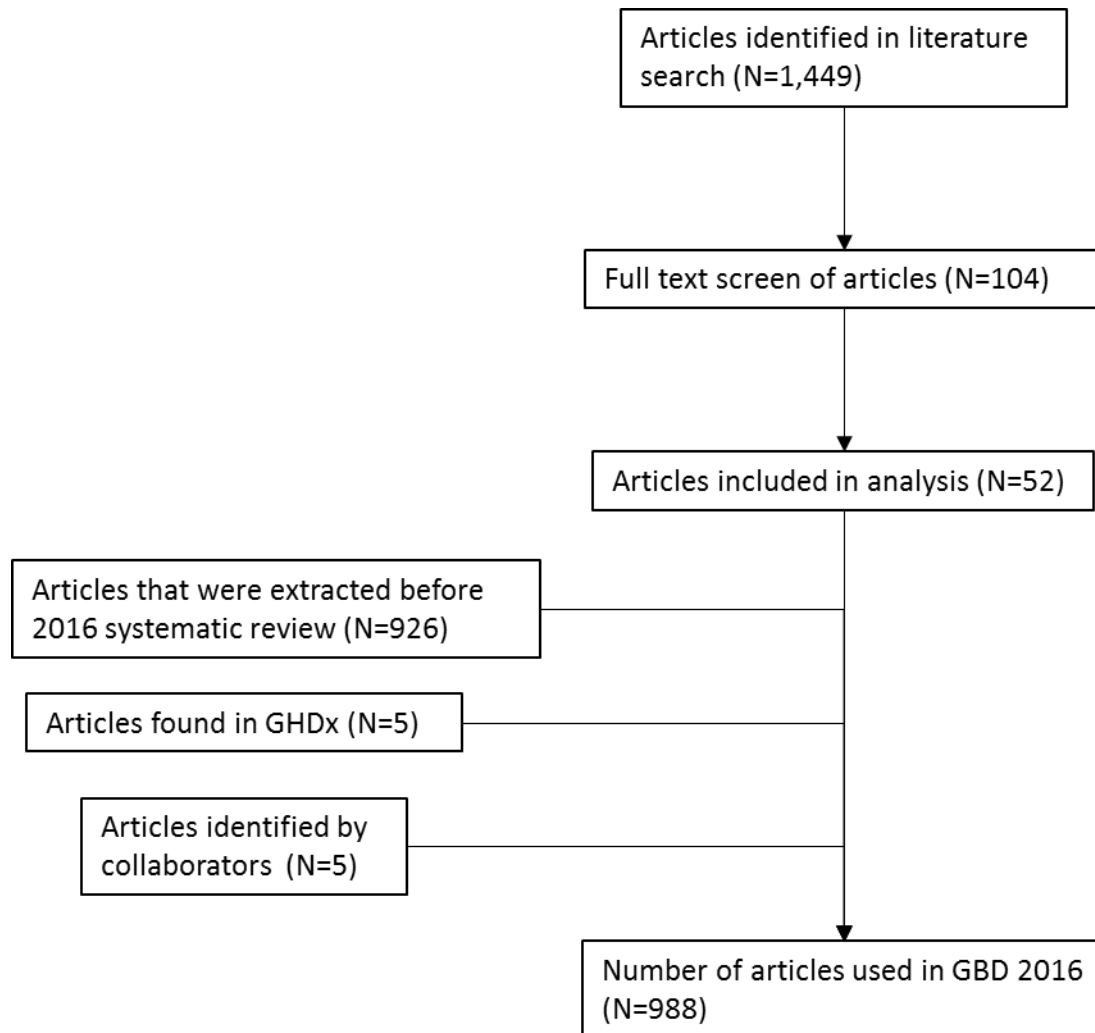 Articles identified in literature
search (N=1,449)
Full text screen of articles (N=104)
Articles included in analysis (N=52)
Articles that were extracted before
2016 systematic review (N=926)
Articles found in GHDx (N=5)
Articles identified by
collaborators  (N=5)
Number of articles used in GBD 2016
(N=988)